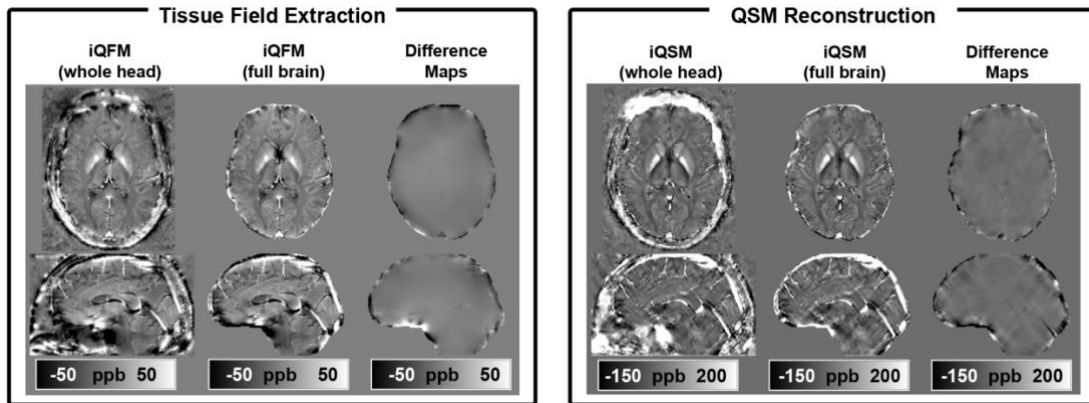 Tissue Field Extraction
iQFM
(whole head)
iQFM
(full brain)
Difference
Maps
-50 ppb 50
-50 ppb 50
-50 ppb 50
QSM Reconstruction
iQSM
(whole head)
iQSM
(full brain)
Difference
Maps
-150 ppb 200
-150 ppb 200
-150 ppb 200